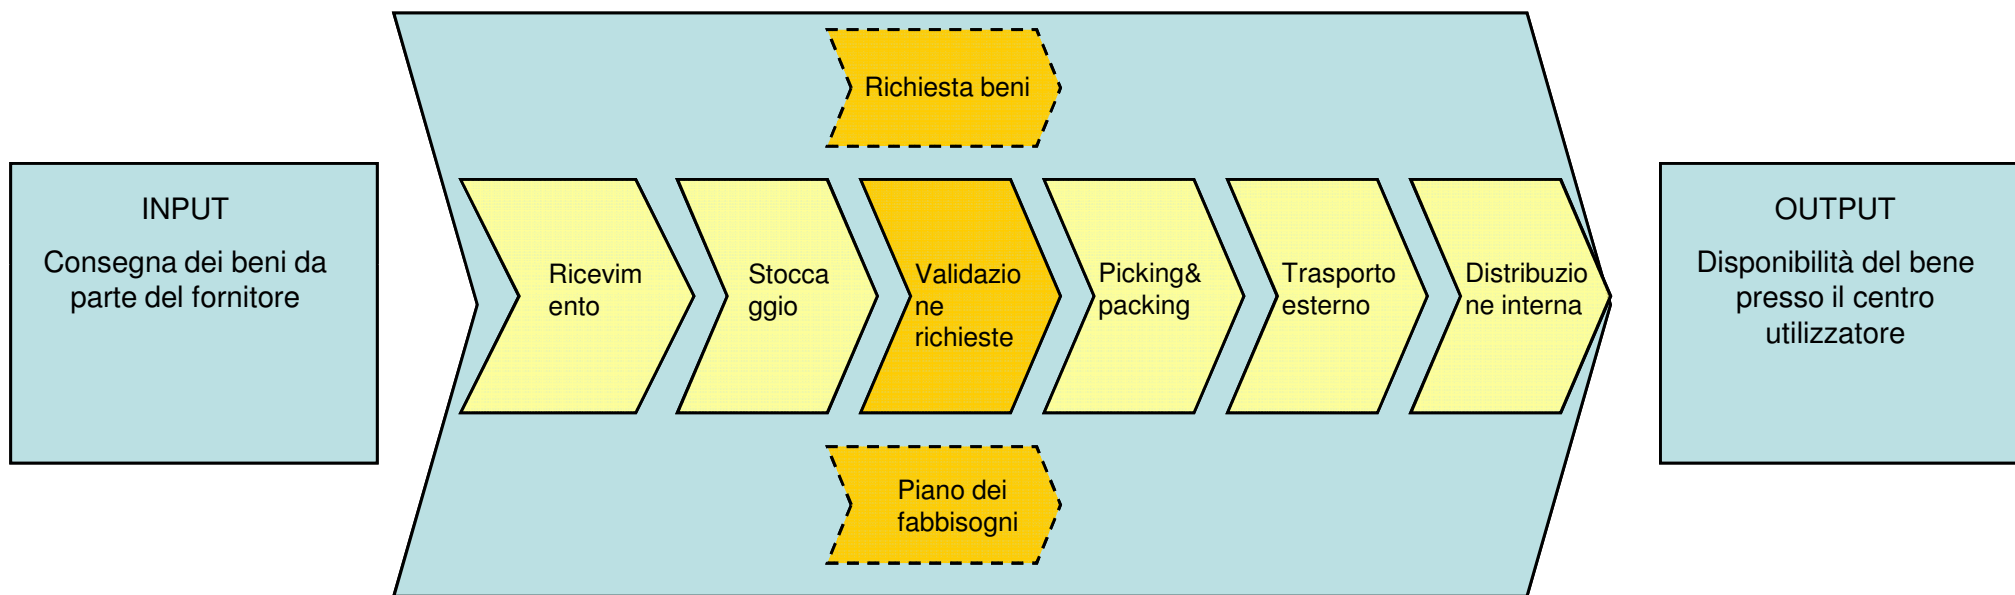 Richiesta beni
INPUT
Consegna dei beni da
parte del fornitore
Ricevim
ento
Stocca
ggio
Validazio
ne
richieste
Picking&
packing
Trasporto
esterno
Distribuzio
ne interna
OUTPUT
Disponibilità del bene
presso il centro
utilizzatore
Piano dei
fabbisogni